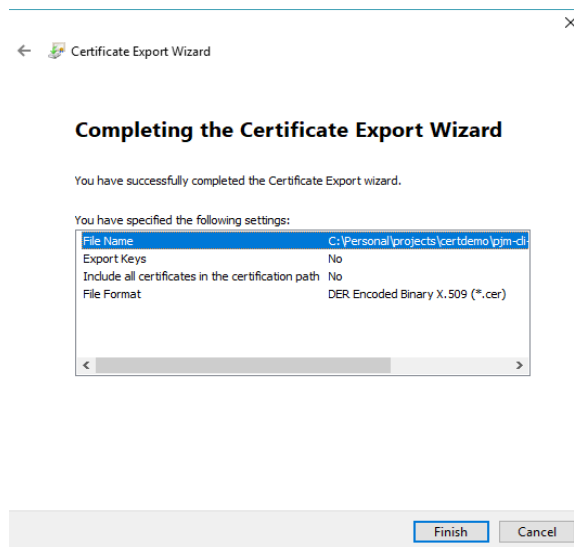 Certificate Export Wizard
Completing the Certificate Export Wizard
You have successfully completed the Certificate Export wizard.
You have specified the following settings:
File Name C:\Personal\projects\certdemo\pjm-cli-
Export Keys No
Include all certificates in the certification path No
File Format DER Encoded Binary X.509 (*.cer)
Finish Cancel